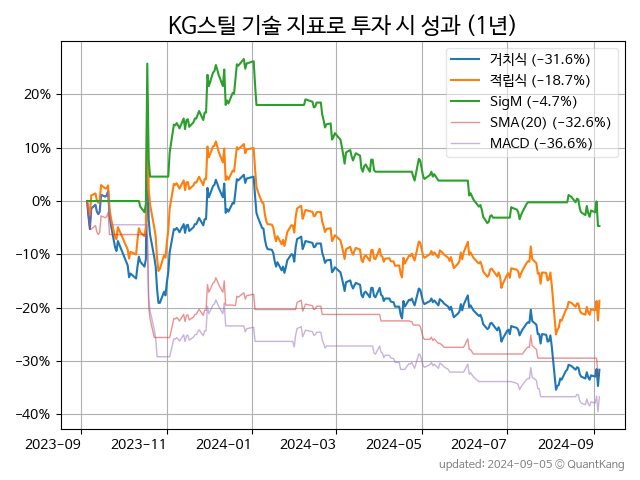 KG스틸 기술 지표로 투자 시 성과 (1년)
거치식 (−31.6%)
적립식 (−18.7%)
SigM (−4.7%)
SMA(20) (−32.6%)
MACD (−36.6%)
20%
10%
0%
−10%
−20%
−30%
−40%
2023-09 2023-11 2024-01 2024-03 2024-05 2024-07 2024-09
updated: 2024-09-05 © QuantKang